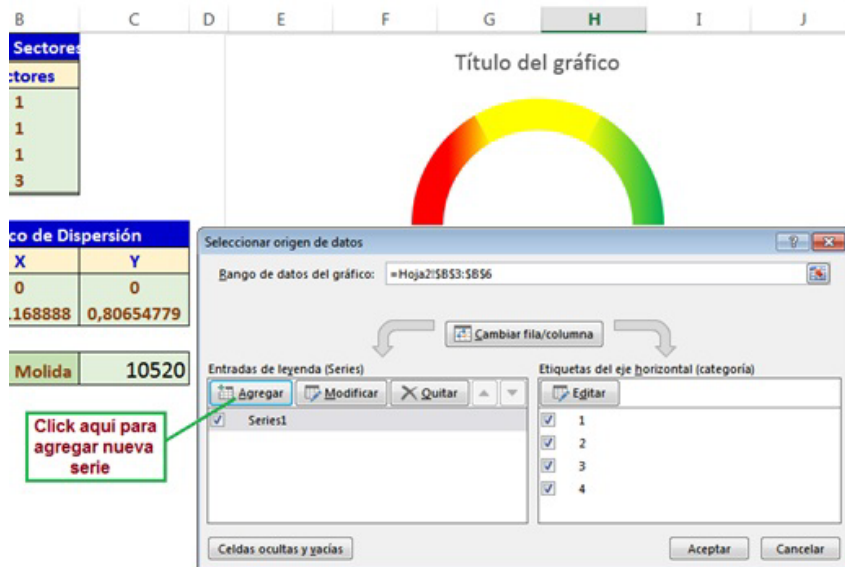 B C D E F G H I J
Sectores
ctores
1
1
1
3
Título del gráfico
co de Dispersión
X Y
0 0
.168888 0,80654779
Molida 10520
Click aquí para
agregar nueva
serie
Seleccionar origen de datos
Rango de datos del gráfico: =Hoja2!$B$3:$B$6
Cambiar fila/columna
Entradas de leyenda (Series)
Agregar Modificar Quitar
Series1
Etiquetas del eje horizontal (categoría)
Editar
1
2
3
4
Celdas ocultas y vacías
Aceptar Cancelar